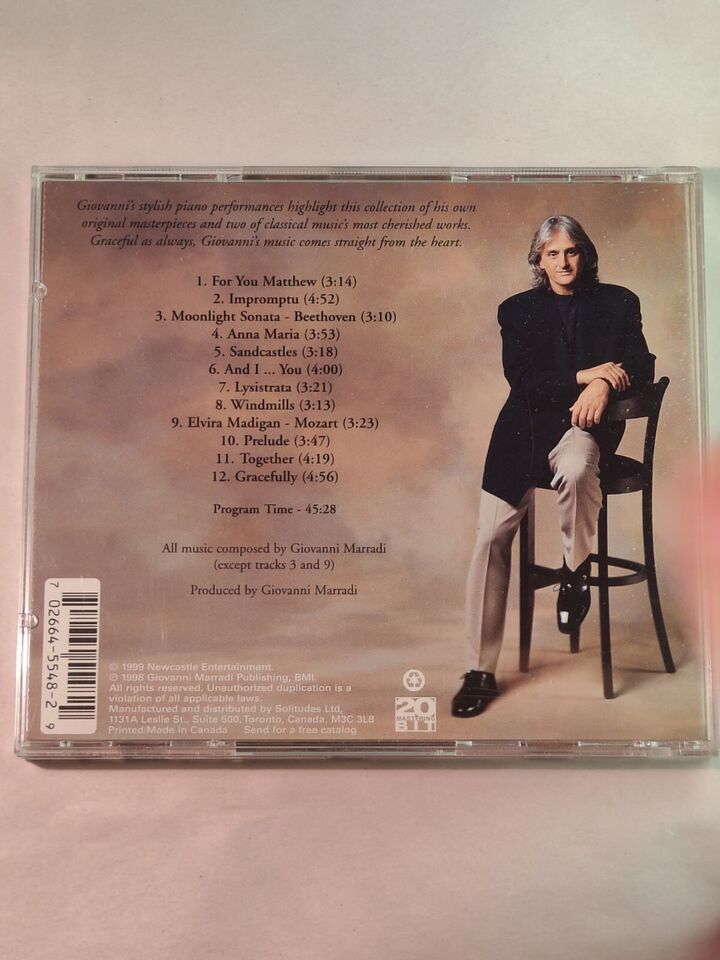 Giovanni's stylish piano performances highlight this collection of his own
original masterpieces and two of classical music's most cherished works.
Graceful as always, Giovanni's music comes straight from the heart.
1. For You Matthew (3:14)
2. Impromptu (4:52)
3. Moonlight Sonata - Beethoven (3:10)
4. Anna Maria (3:53)
5. Sandcastles (3:18)
6. And I ... You (4:00)
7. Lysistrata (3:21)
8. Windmills (3:13)
9. Elvira Madigan - Mozart (3:23)
10. Prelude (3:47)
11. Together (4:19)
12. Gracefully (4:56)
Program Time - 45:28
All music composed by Giovanni Marradi
(except tracks 3 and 9)
Produced by Giovanni Marradi
7 02664-5548-2 9
© 1999 Newcastle Entertainment.
℗ 1998 Giovanni Marradi Publishing, BMI.
All rights reserved. Unauthorized duplication is a
violation of all applicable laws.
Manufactured and distributed by Solitudes Ltd,
1131A Leslie St., Suite 500, Toronto, Canada, M3C 3L8
Printed/Made in Canada Send for a free catalog
20
MASTERING
BIT